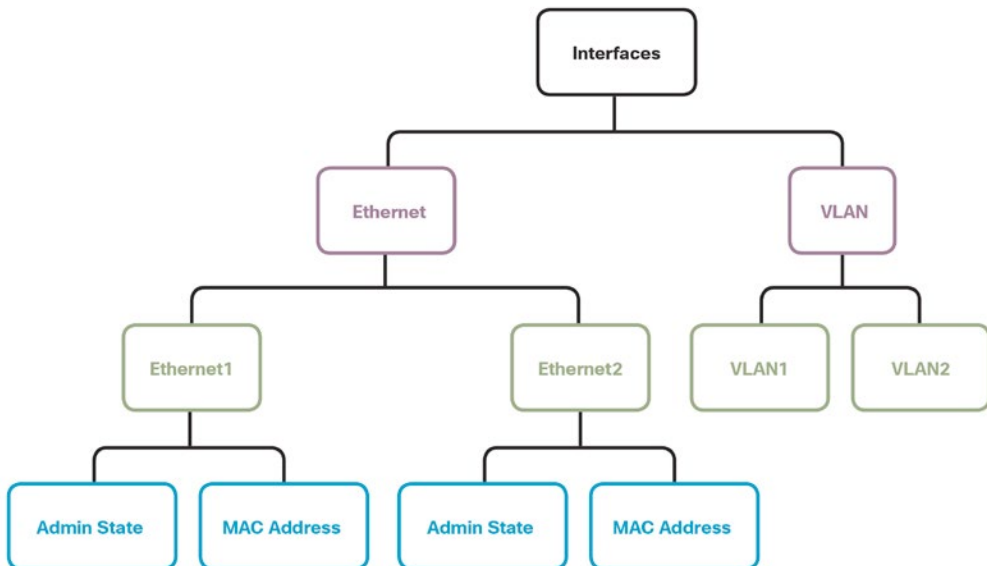 Interfaces
Ethernet
VLAN
Ethernet1
Ethernet2
VLAN1
VLAN2
Admin State
MAC Address
Admin State
MAC Address